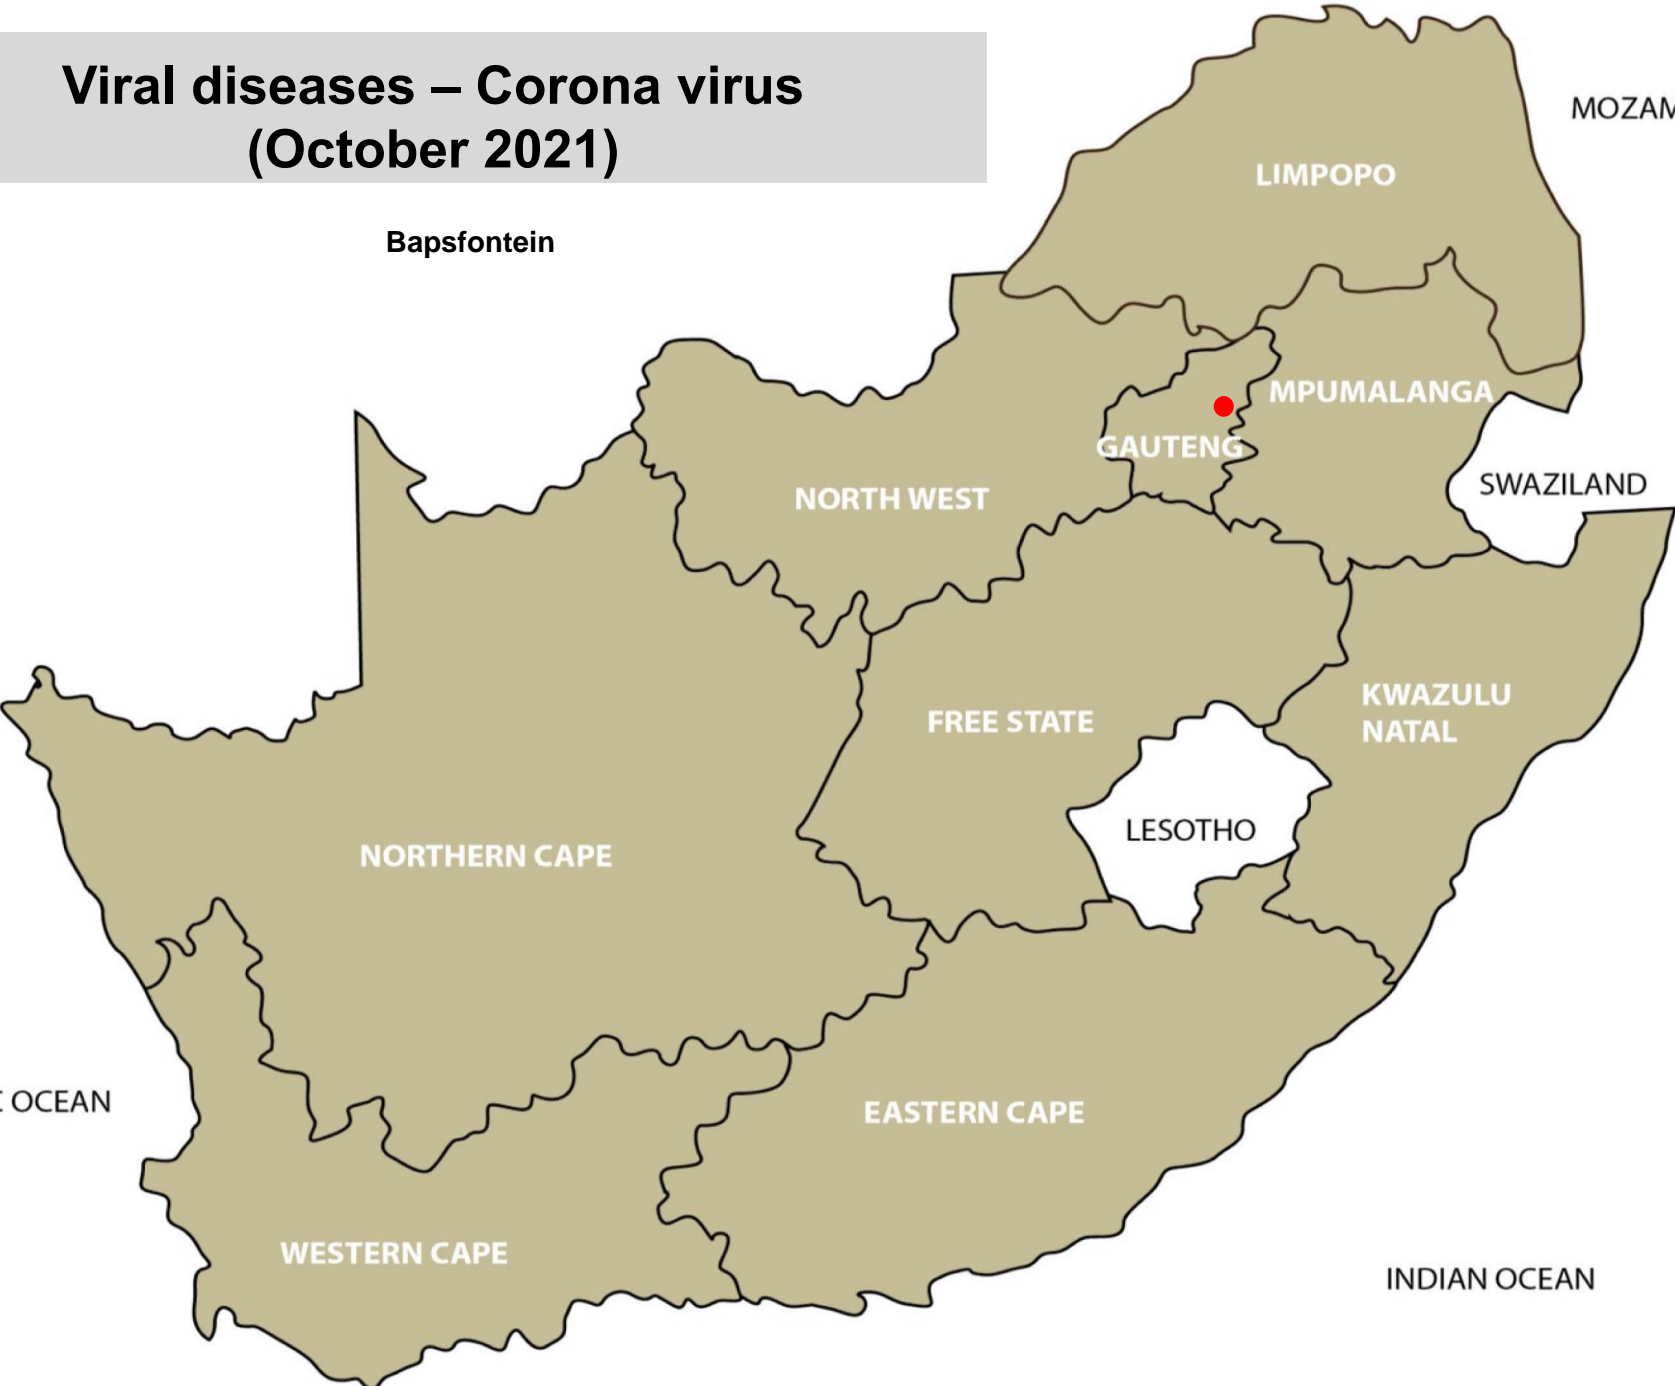 Viral diseases – Corona virus
(October 2021)
Bapsfontein
MOZAM
LIMPOPO
MPUMALANGA
GAUTENG
SWAZILAND
NORTH WEST
KWAZULU
NATAL
FREE STATE
LESOTHO
NORTHERN CAPE
OCEAN
EASTERN CAPE
WESTERN CAPE
INDIAN OCEAN